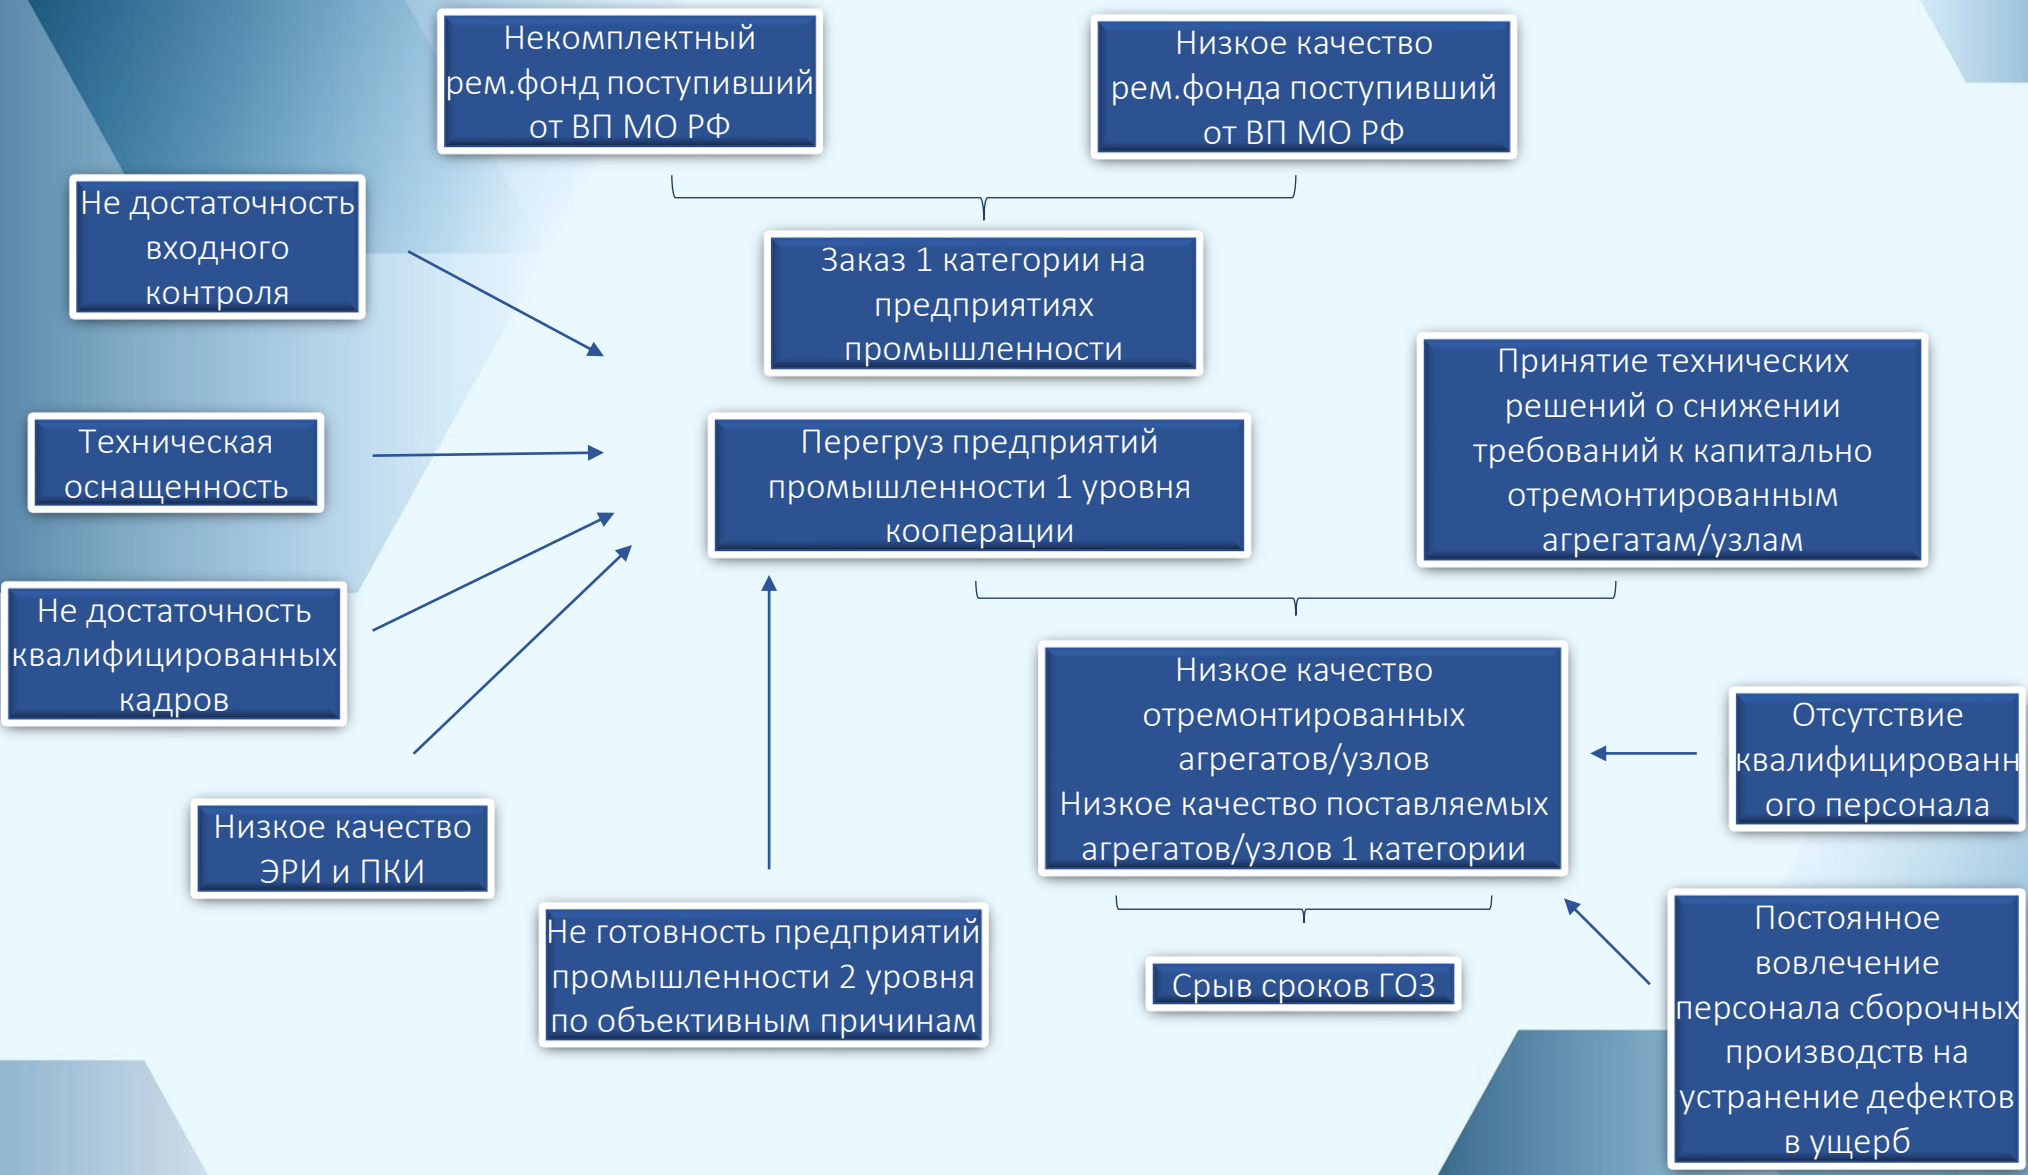 Некомплектный
рем.фонд поступивший
от ВП МО РФ
Низкое качество
рем.фонда поступивший
от ВП МО РФ
Не достаточность
входного
контроля
Заказ 1 категории на
предприятиях
промышленности
Принятие технических
решений о снижении
требований к капитально
отремонтированным
агрегатам/узлам
Техническая
оснащенность
Перегруз предприятий
промышленности 1 уровня
кооперации
Не достаточность
квалифицированных
кадров
Низкое качество
отремонтированных
агрегатов/узлов
Низкое качество поставляемых
агрегатов/узлов 1 категории
Отсутствие
квалифицированн
ого персонала
Низкое качество
ЭРИ и ПКИ
Не готовность предприятий
промышленности 2 уровня
по объективным причинам
Срыв сроков ГОЗ
Постоянное
вовлечение
персонала сборочных
производств на
устранение дефектов
в ущерб